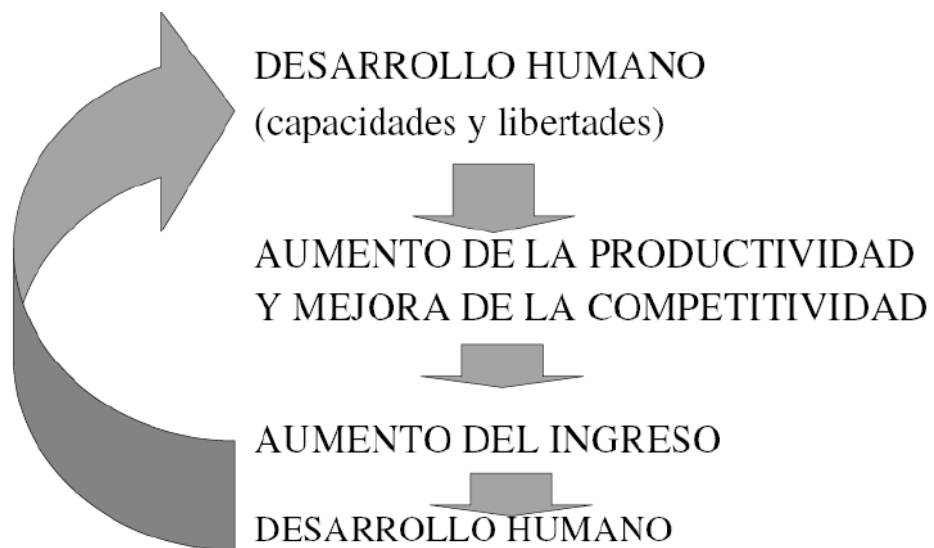 DESARROLLO HUMANO
(capacidades y libertades)
AUMENTO DE LA PRODUCTIVIDAD
Y MEJORA DE LA COMPETITIVIDAD
AUMENTO DEL INGRESO
DESARROLLO HUMANO